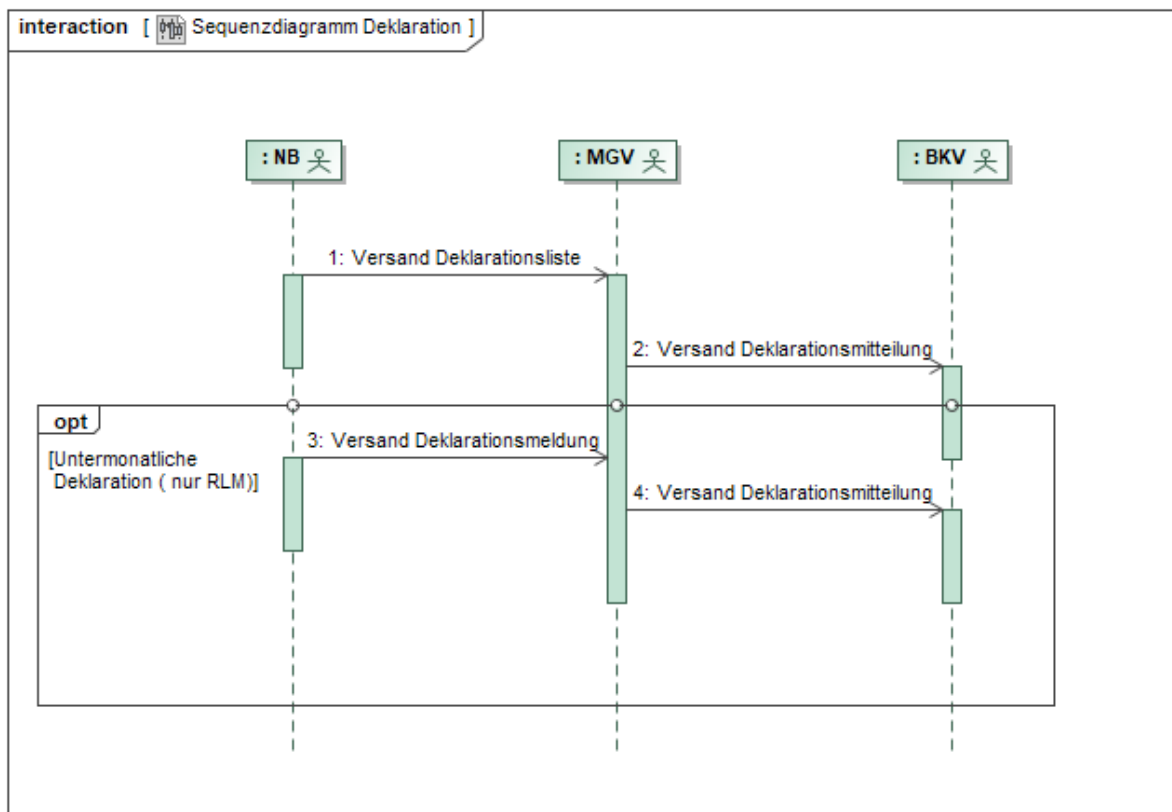 interaction [ Sequenzdiagramm Deklaration ]
: NB
: MGV
: BKV
1: Versand Deklarationsliste
2: Versand Deklarationsmitteilung
opt
[Untermonatliche
Deklaration ( nur RLM)]
3: Versand Deklarationsmeldung
4: Versand Deklarationsmitteilung